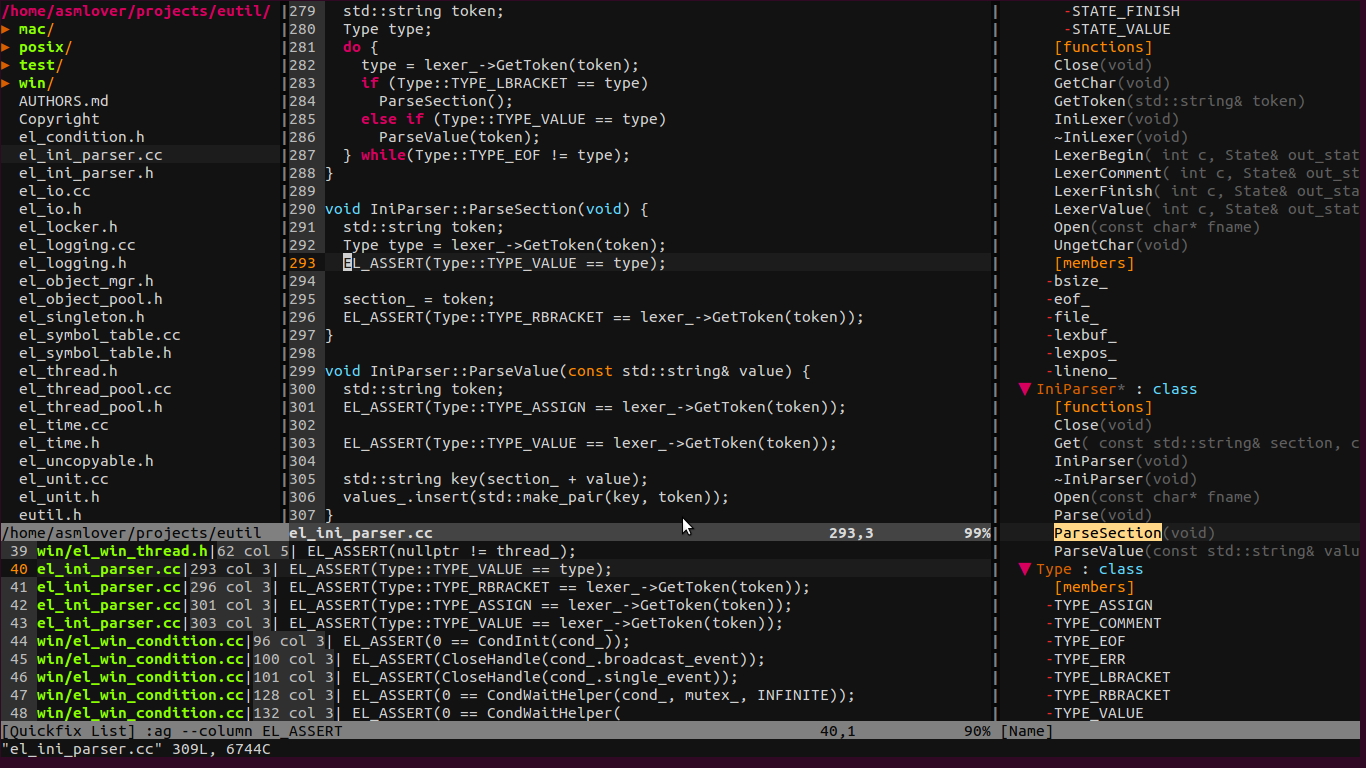 /home/asmlover/projects/eutil/
▸ mac/
▸ posix/
▸ test/
▸ win/
AUTHORS.md
Copyright
el_condition.h
el_ini_parser.cc
el_ini_parser.h
el_io.cc
el_io.h
el_locker.h
el_logging.cc
el_logging.h
el_object_mgr.h
el_object_pool.h
el_singleton.h
el_symbol_table.cc
el_symbol_table.h
el_thread.h
el_thread_pool.cc
el_thread_pool.h
el_time.cc
el_time.h
el_uncopyable.h
el_unit.cc
el_unit.h
eutil.h
/home/asmlover/projects/eutil
279   std::string token;
280   Type type;
281   do {
282     type = lexer_->GetToken(token);
283     if (Type::TYPE_LBRACKET == type)
284       ParseSection();
285     else if (Type::TYPE_VALUE == type)
286       ParseValue(token);
287   } while(Type::TYPE_EOF != type);
288 }
289
290 void IniParser::ParseSection(void) {
291   std::string token;
292   Type type = lexer_->GetToken(token);
293   EL_ASSERT(Type::TYPE_VALUE == type);
294
295   section_ = token;
296   EL_ASSERT(Type::TYPE_RBRACKET == lexer_->GetToken(token));
297 }
298
299 void IniParser::ParseValue(const std::string& value) {
300   std::string token;
301   EL_ASSERT(Type::TYPE_ASSIGN == lexer_->GetToken(token));
302
303   EL_ASSERT(Type::TYPE_VALUE == lexer_->GetToken(token));
304
305   std::string key(section_ + value);
306   values_.insert(std::make_pair(key, token));
307 }
el_ini_parser.cc 293,3 99%
-STATE_FINISH
-STATE_VALUE
[functions]
Close(void)
GetChar(void)
GetToken(std::string& token)
IniLexer(void)
~IniLexer(void)
LexerBegin( int c, State& out_stat
LexerComment( int c, State& out_st
LexerFinish( int c, State& out_sta
LexerValue( int c, State& out_stat
Open(const char* fname)
UngetChar(void)
[members]
-bsize_
-eof_
-file_
-lexbuf_
-lexpos_
-lineno_
▼ IniParser* : class
[functions]
Close(void)
Get( const std::string& section, c
IniParser(void)
~IniParser(void)
Open(const char* fname)
Parse(void)
ParseSection(void)
ParseValue(const std::string& valu
▼ Type : class
[members]
-TYPE_ASSIGN
-TYPE_COMMENT
-TYPE_EOF
-TYPE_ERR
-TYPE_LBRACKET
-TYPE_RBRACKET
-TYPE_VALUE
[Name]
39 win/el_win_thread.h|62 col 5| EL_ASSERT(nullptr != thread_);
40 el_ini_parser.cc|293 col 3| EL_ASSERT(Type::TYPE_VALUE == type);
41 el_ini_parser.cc|296 col 3| EL_ASSERT(Type::TYPE_RBRACKET == lexer_->GetToken(token));
42 el_ini_parser.cc|301 col 3| EL_ASSERT(Type::TYPE_ASSIGN == lexer_->GetToken(token));
43 el_ini_parser.cc|303 col 3| EL_ASSERT(Type::TYPE_VALUE == lexer_->GetToken(token));
44 win/el_win_condition.cc|96 col 3| EL_ASSERT(0 == CondInit(cond_));
45 win/el_win_condition.cc|100 col 3| EL_ASSERT(CloseHandle(cond_.broadcast_event));
46 win/el_win_condition.cc|101 col 3| EL_ASSERT(CloseHandle(cond_.single_event));
47 win/el_win_condition.cc|128 col 3| EL_ASSERT(0 == CondWaitHelper(cond_, mutex_, INFINITE));
48 win/el_win_condition.cc|132 col 3| EL_ASSERT(0 == CondWaitHelper(
[Quickfix List] :ag --column EL_ASSERT 40,1 90%
"el_ini_parser.cc" 309L, 6744C